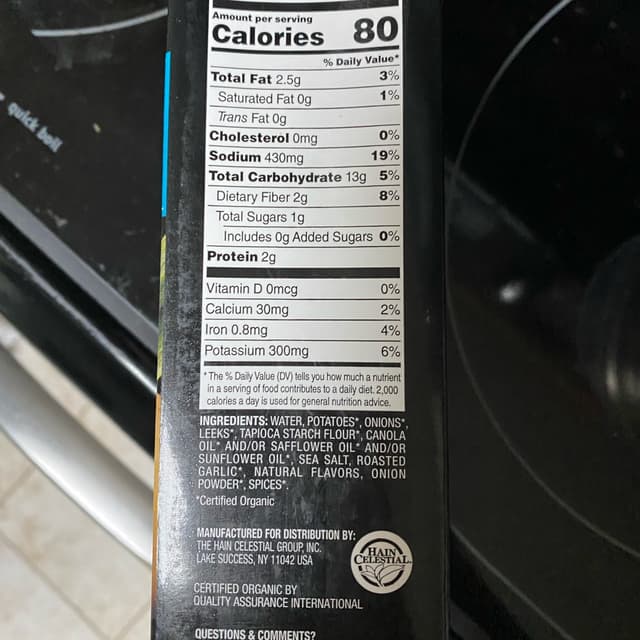 Amount per serving
Calories 80
% Daily Value*
Total Fat 2.5g 3%
Saturated Fat 0g 1%
Trans Fat 0g
Cholesterol 0mg 0%
Sodium 430mg 19%
Total Carbohydrate 13g 5%
Dietary Fiber 2g 8%
Total Sugars 1g
Includes 0g Added Sugars 0%
Protein 2g
Vitamin D 0mcg 0%
Calcium 30mg 2%
Iron 0.8mg 4%
Potassium 300mg 6%
*The % Daily Value (DV) tells you how much a nutrient
in a serving of food contributes to a daily diet. 2,000
calories a day is used for general nutrition advice.
INGREDIENTS: WATER, POTATOES*, ONIONS*,
LEEKS*, TAPIOCA STARCH FLOUR*, CANOLA
OIL* AND/OR SAFFLOWER OIL* AND/OR
SUNFLOWER OIL*, SEA SALT, ROASTED
GARLIC*, NATURAL FLAVORS, ONION
POWDER*, SPICES*.
*Certified Organic
MANUFACTURED FOR DISTRIBUTION BY:
THE HAIN CELESTIAL GROUP, INC.
LAKE SUCCESS, NY 11042 USA
HAIN
CELESTIAL
CERTIFIED ORGANIC BY
QUALITY ASSURANCE INTERNATIONAL
QUESTIONS & COMMENTS?
quick boil